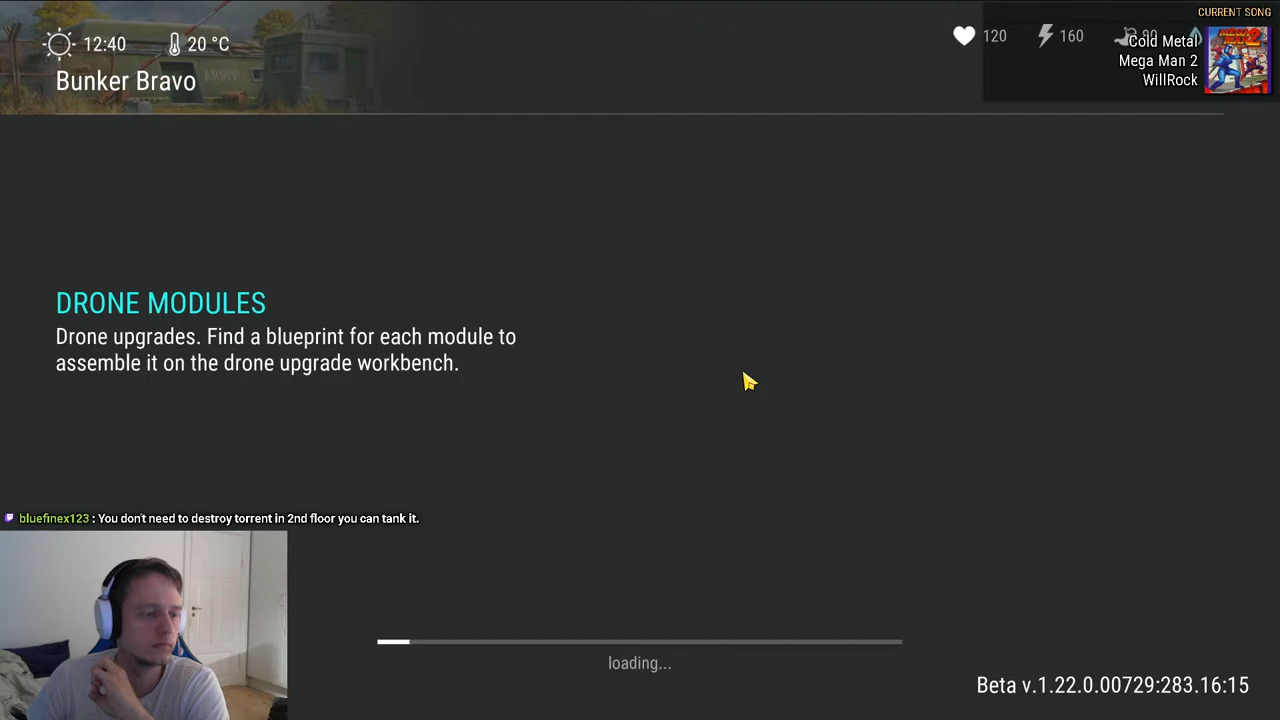 CURRENT SONG
12:40
20 °C
120
160
Cold Metal
Mega Man 2
WillRock
Bunker Bravo
DRONE MODULES
Drone upgrades. Find a blueprint for each module to
assemble it on the drone upgrade workbench.
bluefinex123 : You don't need to destroy torrent in 2nd floor you can tank it.
loading...
Beta v.1.22.0.00729:283.16:15